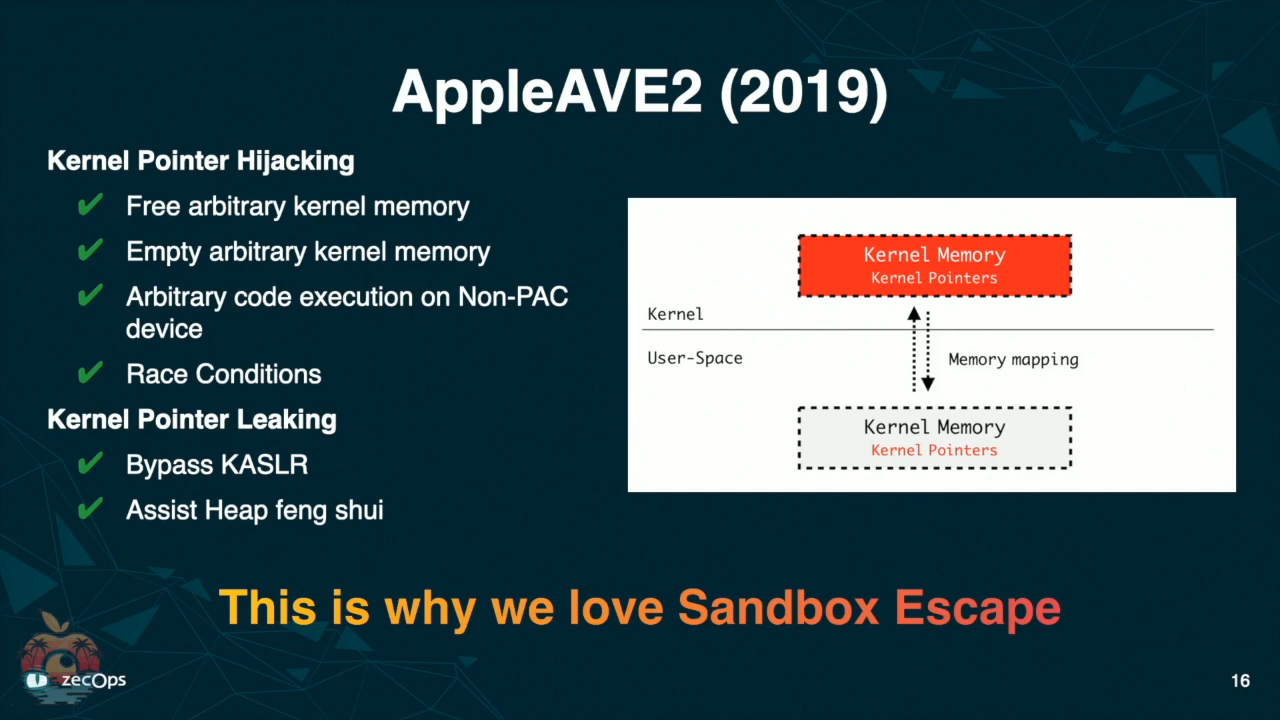 AppleAVE2 (2019)
Kernel Pointer Hijacking
✔ Free arbitrary kernel memory
✔ Empty arbitrary kernel memory
✔ Arbitrary code execution on Non-PAC
device
✔ Race Conditions
Kernel Pointer Leaking
✔ Bypass KASLR
✔ Assist Heap feng shui
Kernel Memory
Kernel Pointers
Kernel
User-Space
Memory mapping
Kernel Memory
Kernel Pointers
This is why we love Sandbox Escape
zecOps
16